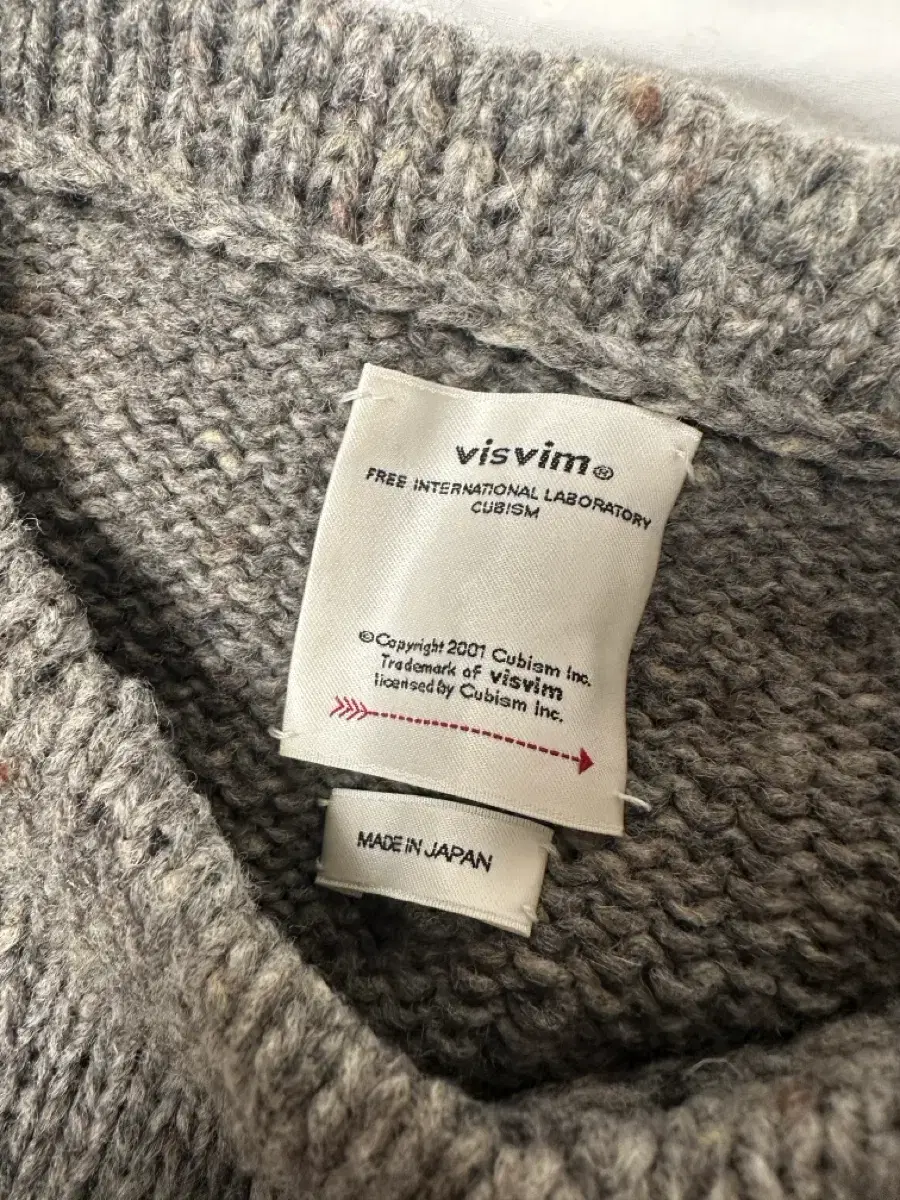 visvim®
FREE INTERNATIONAL LABORATORY
CUBISM
©Copyright 2001 Cubism Inc.
Trademark of visvim
licensed by Cubism Inc.
MADE IN JAPAN